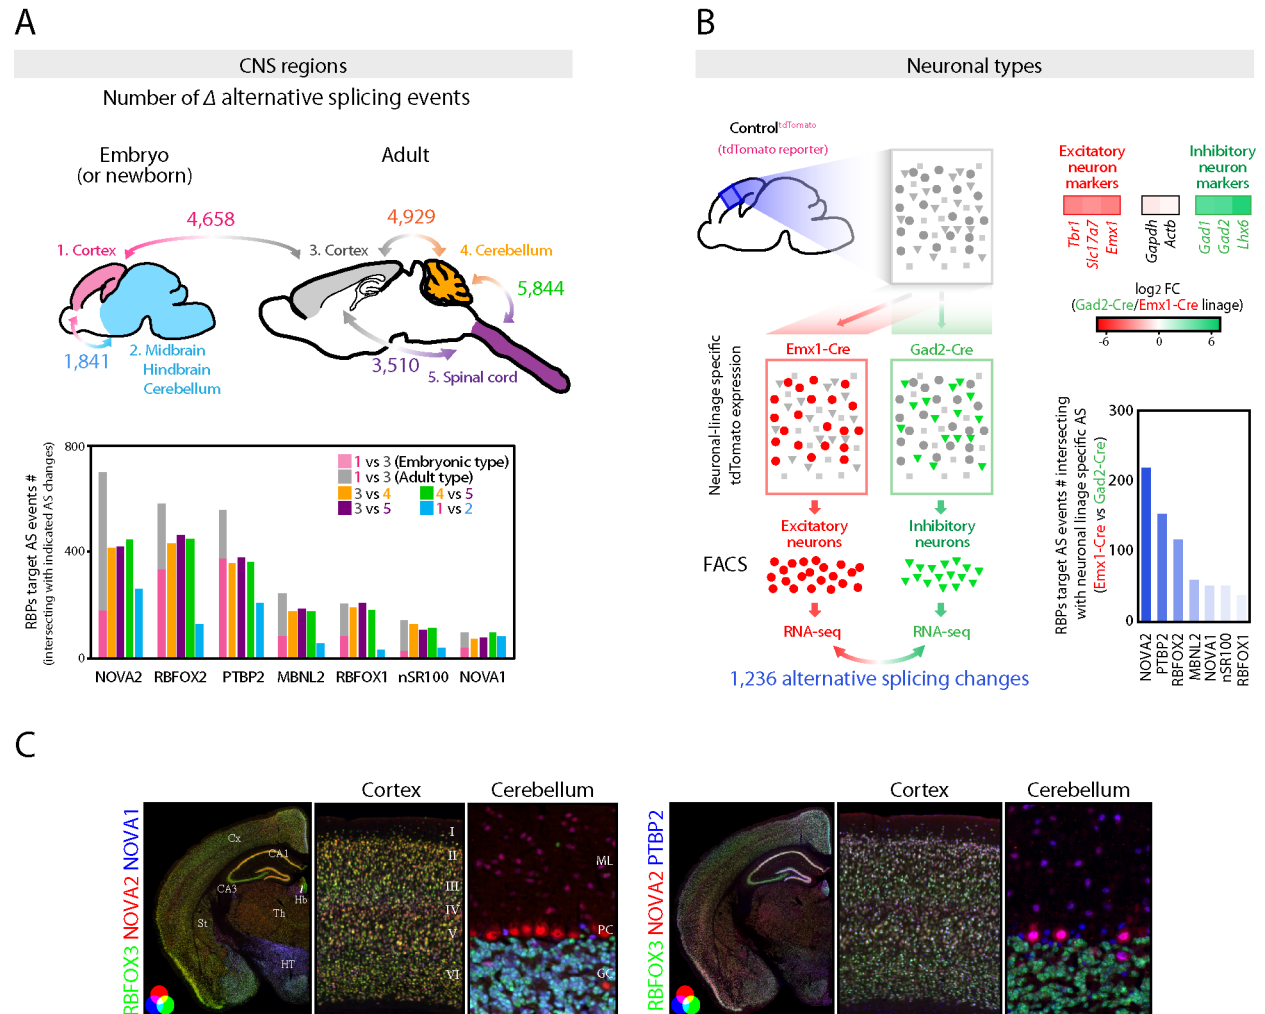 A
CNS regions
Number of Δ alternative splicing events
Embryo
(or newborn)
Adult
4,658
4,929
1. Cortex
3. Cortex
4. Cerebellum
5,844
1,841
2. Midbrain
Hindbrain
Cerebellum
3,510
5. Spinal cord
RBPs target AS events #
(intersecting with indicated AS changes)
800
400
0
1 vs 3 (Embryonic type)
1 vs 3 (Adult type)
3 vs 4
4 vs 5
3 vs 5
1 vs 2
NOVA2 RBFOX2 PTBP2 MBNL2 RBFOX1 nSR100 NOVA1
B
Neuronal types
Control tdTomato
(tdTomato reporter)
Excitatory
neuron
markers
Inhibitory
neuron
markers
Tbr1
Slc17a7
Emx1
Gapdh
Actb
Gad1
Gad2
Lhx6
log2 FC
(Gad2-Cre/Emx1-Cre linage)
-6 0 6
Neuronal-linage specific
tdTomato expression
Emx1-Cre
Gad2-Cre
Excitatory
neurons
Inhibitory
neurons
FACS
RNA-seq
RNA-seq
1,236 alternative splicing changes
RBPs target AS events # intersecting
with neuronal linage specific AS
(Emx1-Cre vs Gad2-Cre)
300
200
100
0
NOVA2
PTBP2
RBFOX2
MBNL2
NOVA1
nSR100
RBFOX1
C
RBFOX3 NOVA2 NOVA1
Cortex
Cerebellum
Cx
CA1
CA3
Hb
Th
St
HT
I
II
III
IV
V
VI
ML
PC
GC
RBFOX3 NOVA2 PTBP2
Cortex
Cerebellum